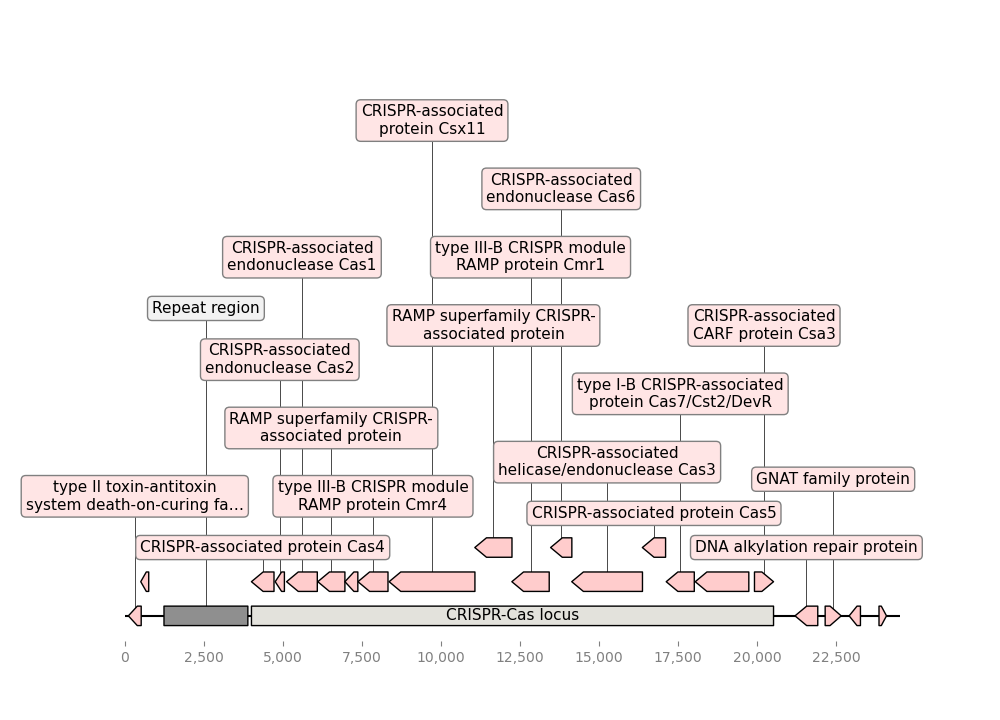 CRISPR-associated
protein Csx11
CRISPR-associated
endonuclease Cas6
CRISPR-associated
endonuclease Cas1
type III-B CRISPR module
RAMP protein Cmr1
Repeat region
RAMP superfamily CRISPR-
associated protein
CRISPR-associated
CARF protein Csa3
CRISPR-associated
endonuclease Cas2
type I-B CRISPR-associated
protein Cas7/Cst2/DevR
RAMP superfamily CRISPR-
associated protein
CRISPR-associated
helicase/endonuclease Cas3
type II toxin-antitoxin
system death-on-curing fa…
type III-B CRISPR module
RAMP protein Cmr4
GNAT family protein
CRISPR-associated protein Cas5
CRISPR-associated protein Cas4
DNA alkylation repair protein
CRISPR-Cas locus
0
2,500
5,000
7,500
10,000
12,500
15,000
17,500
20,000
22,500